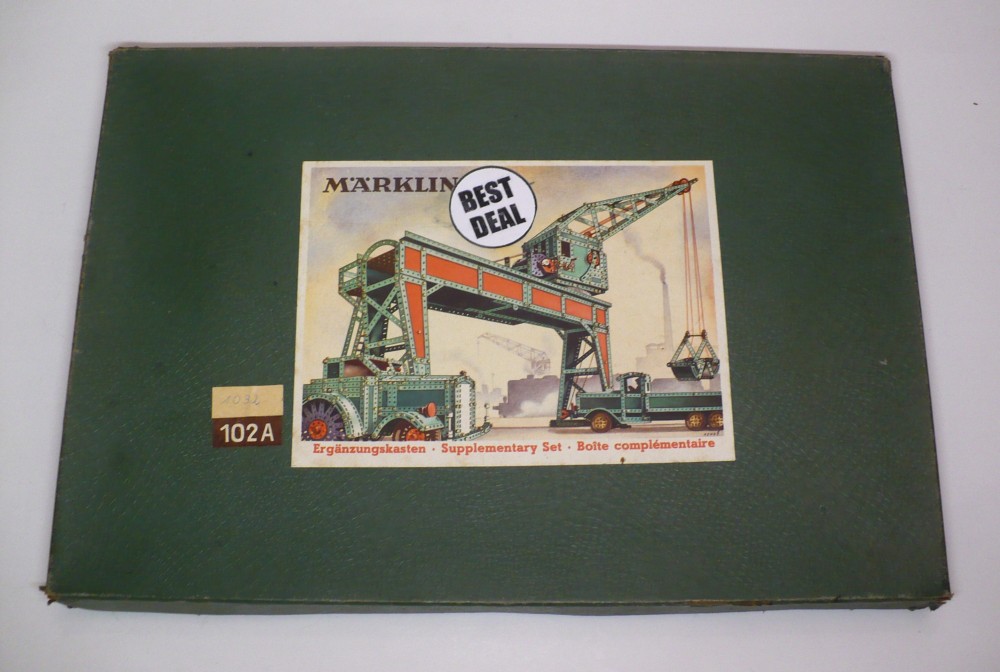 MÄRKLIN
BEST
DEAL
1032
102A
Ergänzungskasten · Supplementary Set · Boîte complémentaire